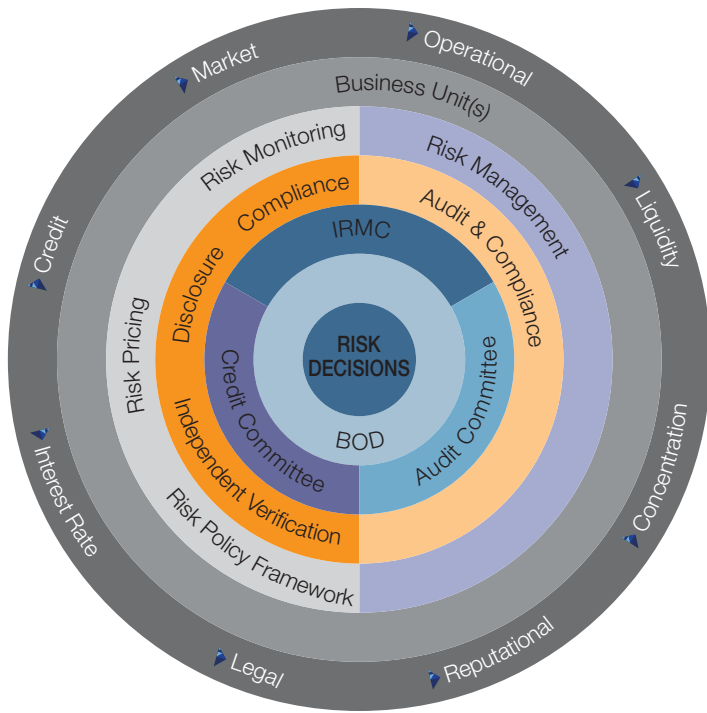 Market
Operational
Liquidity
Concentration
Reputational
Legal
Interest Rate
Credit
Business Unit(s)
Risk Monitoring
Risk Pricing
Risk Policy Framework
Risk Management
Compliance
Disclosure
Independent Verification
Audit & Compliance
IRMC
Credit Committee
Audit Committee
BOD
RISK
DECISIONS